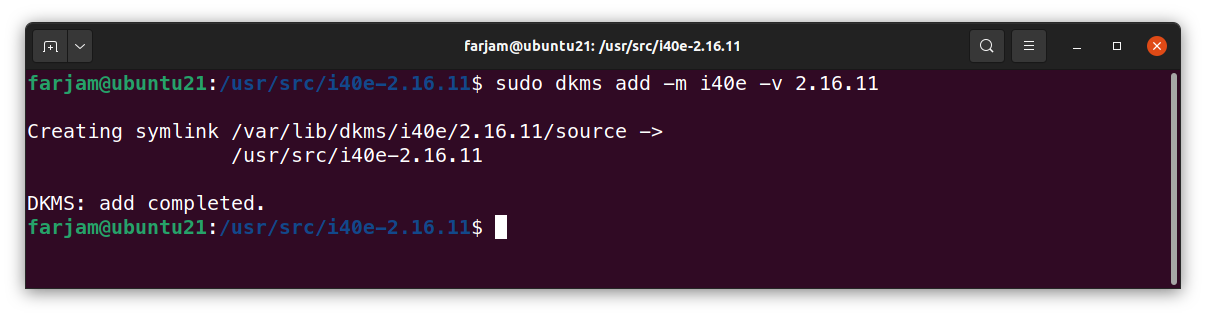 farjam@ubuntu21: /usr/src/i40e-2.16.11
farjam@ubuntu21:/usr/src/i40e-2.16.11$ sudo dkms add -m i40e -v 2.16.11
Creating symlink /var/lib/dkms/i40e/2.16.11/source ->
/usr/src/i40e-2.16.11
DKMS: add completed.
farjam@ubuntu21:/usr/src/i40e-2.16.11$